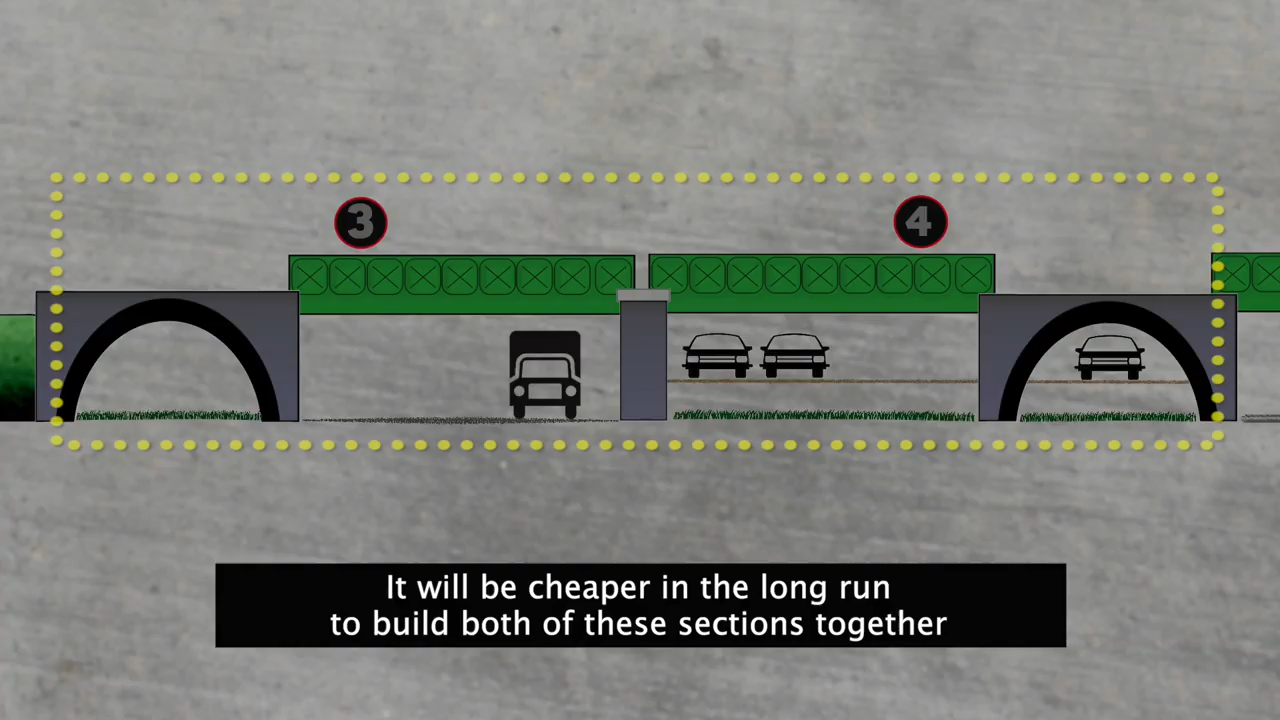 3
4
It will be cheaper in the long run
to build both of these sections together